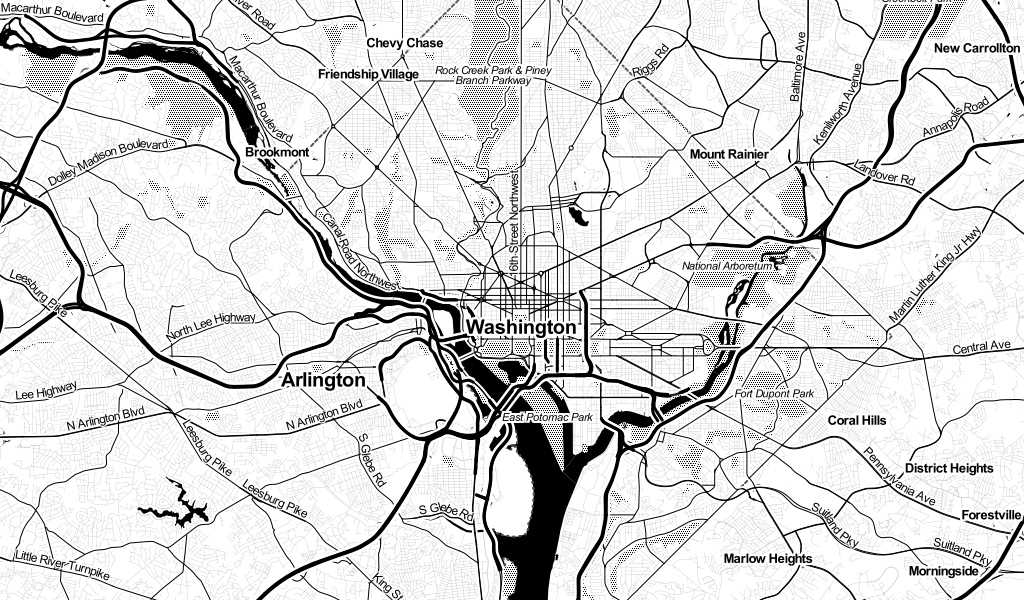 Macarthur Boulevard
River Road
Chevy Chase
New Carrollton
Friendship Village
Rock Creek Park & Piney
Branch Parkway
Riggs Rd
Baltimore Ave
Macarthur Boulevard
Kenilworth Avenue
Annapolis Road
Brookmont
Mount Rainier
Dolley Madison Boulevard
Landover Rd
16th Street Northwest
Canal Road Northwest
National Arboretum
Martin Luther King Jr Hwy
Leesburg Pike
North Lee Highway
Washington
Central Ave
Arlington
Lee Highway
Fort Dupont Park
N Arlington Blvd
N Arlington Blvd
East Potomac Park
Coral Hills
Leesburg Pike
S Glebe Rd
Pennsylvania Ave
District Heights
Leesburg Pike
S Glebe Rd
Suitland Pky
Forestville
Suitland Pky
Little River Turnpike
Marlow Heights
Morningside
King St